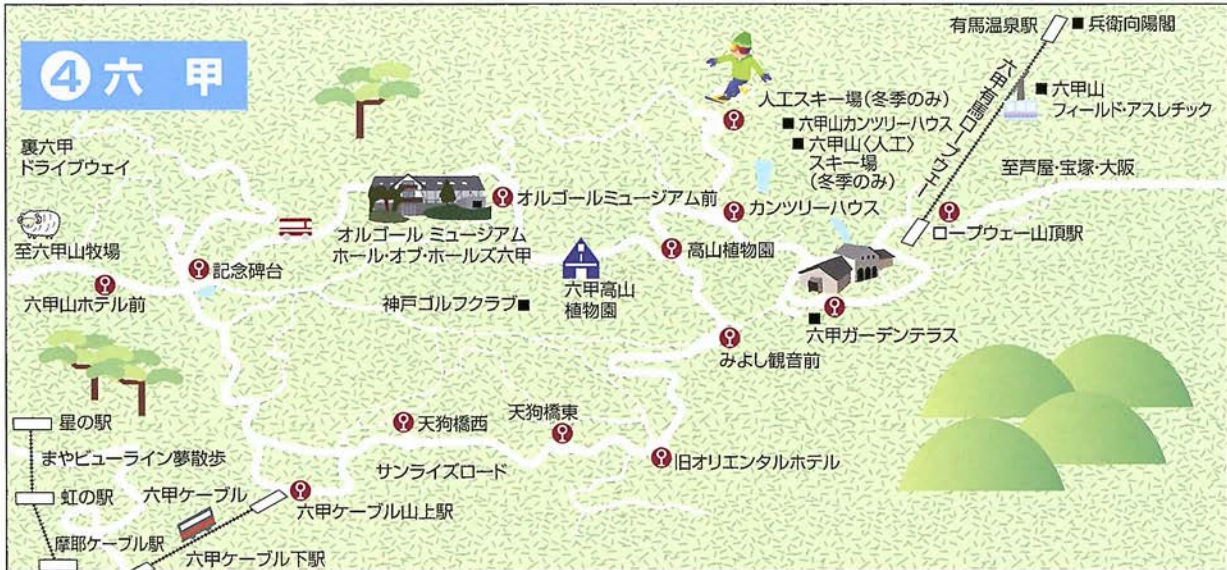 ④ 六 甲
有馬温泉駅
■ 兵衛向陽閣
六甲有馬ロープウェー
■ 六甲山
フィールド・アスレチック
人工スキー場(冬季のみ)
■ 六甲山カンツリーハウス
■ 六甲山〈人工〉
スキー場
(冬季のみ)
至芦屋・宝塚・大阪
裏六甲
ドライブウェイ
オルゴールミュージアム前
カンツリーハウス
ロープウェー山頂駅
至六甲山牧場
記念碑台
オルゴール ミュージアム
ホール・オブ・ホールズ六甲
高山植物園
六甲山ホテル前
神戸ゴルフクラブ ■
六甲高山
植物園
■
六甲ガーデンテラス
みよし観音前
星の駅
天狗橋西
天狗橋東
まやビューライン夢散歩
サンライズロード
旧オリエンタルホテル
虹の駅
六甲ケーブル
六甲ケーブル山上駅
摩耶ケーブル駅
六甲ケーブル下駅